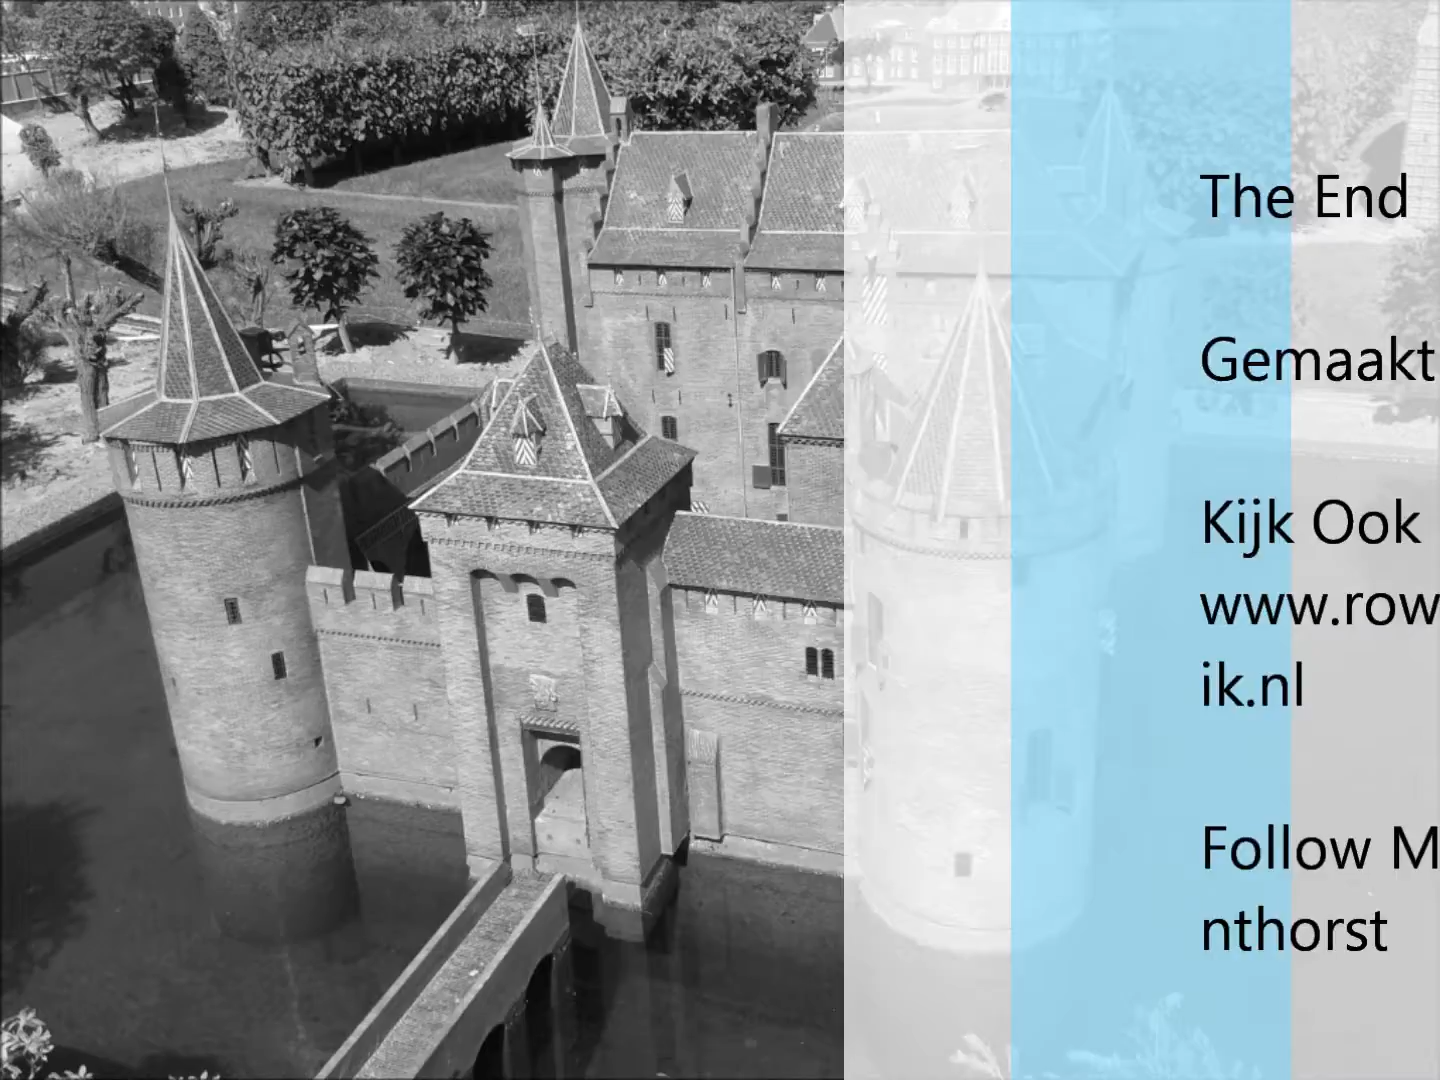 The End
Gemaakt
Kijk Ook
www.row
ik.nl
Follow M
nthorst